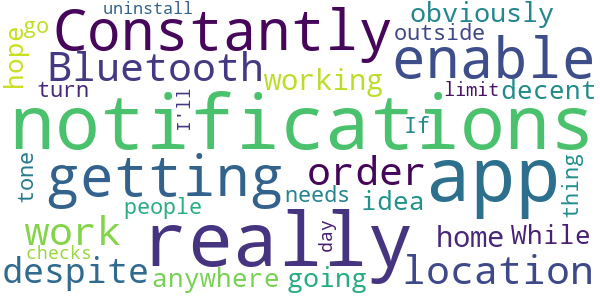 uninstall
hope go Constantly obviously
outside
Bluetooth working enable
turn I'll limit decent
notifications
If
tone getting order app thing
needs idea
people
work really day home While
checks
despite anywhere going location